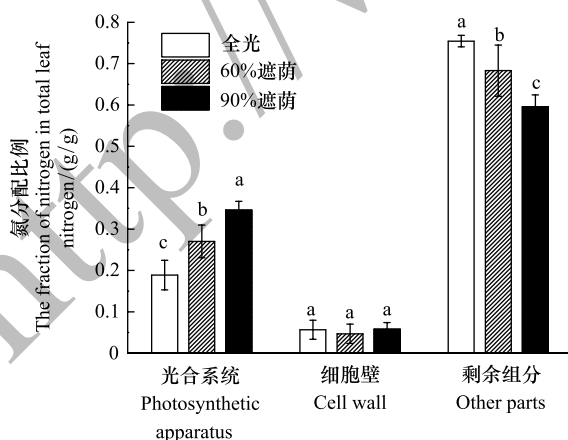 氮分配比例
The fraction of nitrogen in total leaf
nitrogen/(g/g)
0.8
0.7
0.6
0.5
0.4
0.3
0.2
0.1
0
全光
60%遮荫
90%遮荫
c
b
a
a
a
a
a
b
c
光合系统
Photosynthetic
apparatus
细胞壁
Cell wall
剩余组分
Other parts
http://